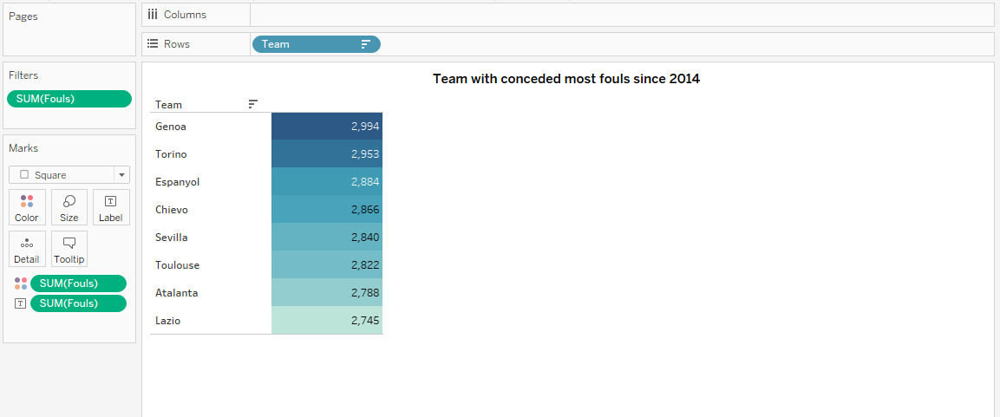 Pages
Columns
Rows
Team
Filters
SUM(Fouls)
Marks
Square
Color
Size
Label
Detail
Tooltip
SUM(Fouls)
SUM(Fouls)
Team with conceded most fouls since 2014
Team
Genoa 2,994
Torino 2,953
Espanyol 2,884
Chievo 2,866
Sevilla 2,840
Toulouse 2,822
Atalanta 2,788
Lazio 2,745